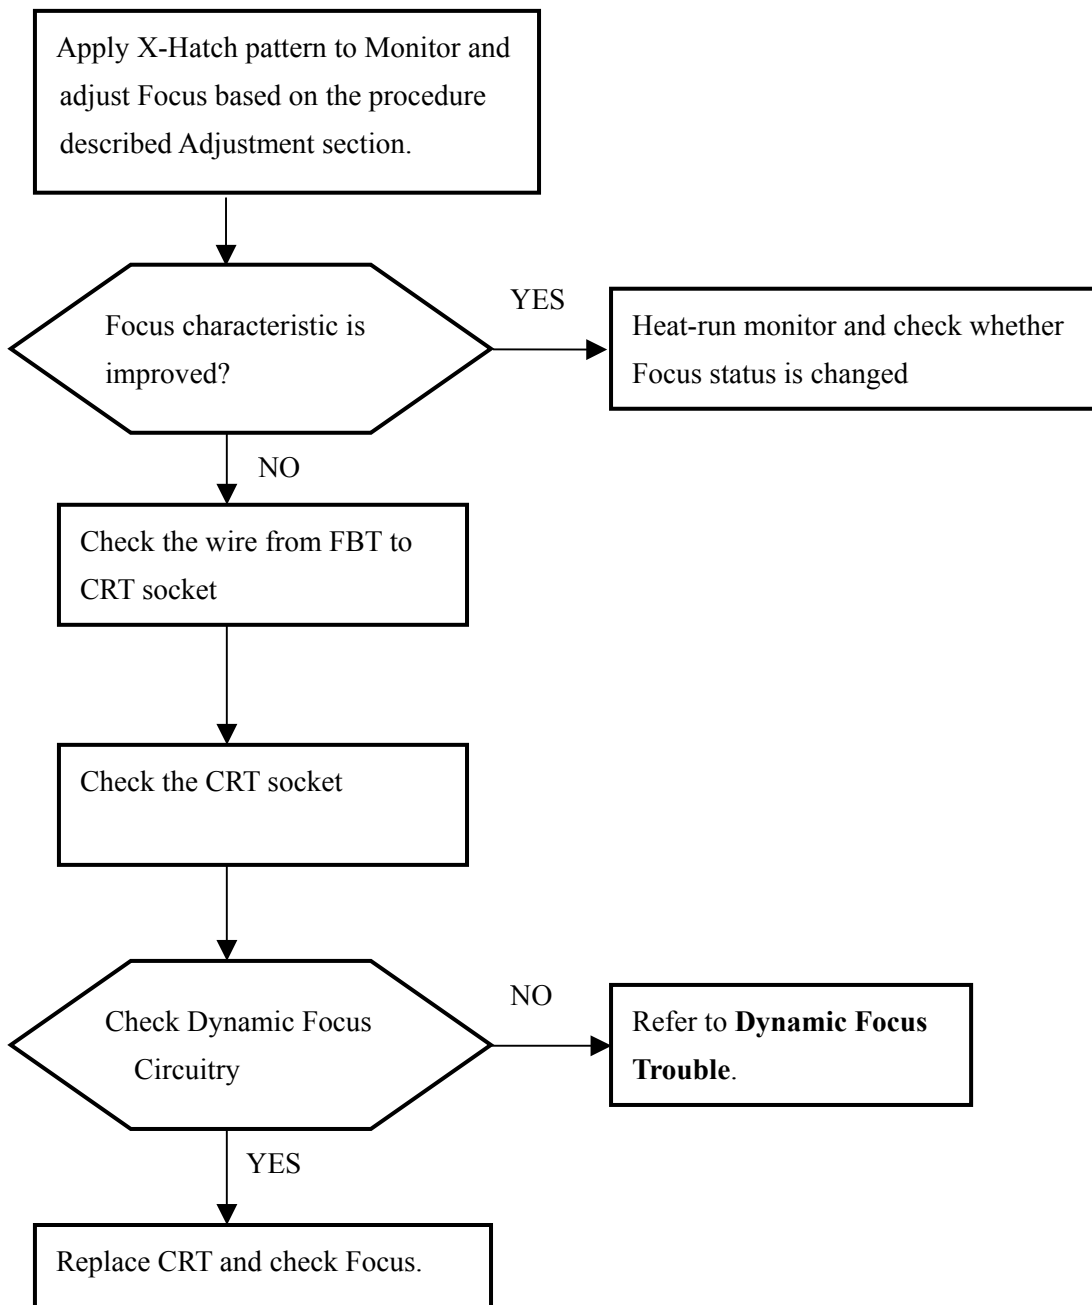 Apply X-Hatch pattern to Monitor and
adjust Focus based on the procedure
described Adjustment section.
Focus characteristic is
improved?
YES
Heat-run monitor and check whether
Focus status is changed
NO
Check the wire from FBT to
CRT socket
Check the CRT socket
Check Dynamic Focus
Circuitry
NO
Refer to Dynamic Focus
Trouble.
YES
Replace CRT and check Focus.